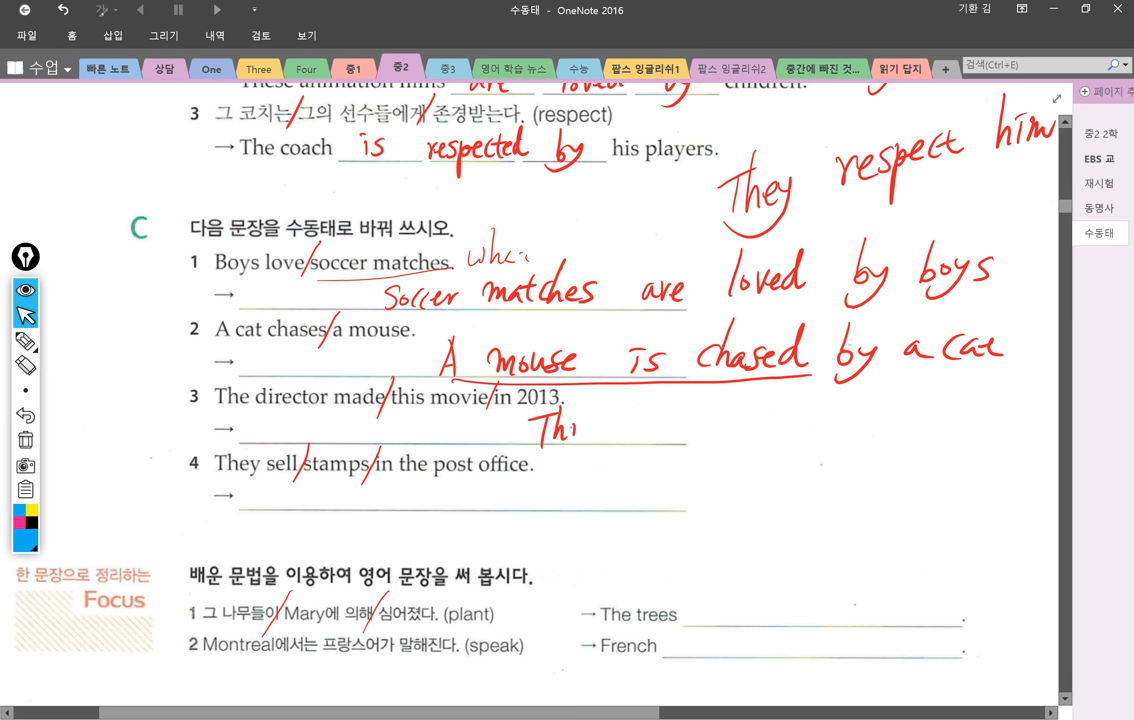 수동태 - OneNote 2016
기환 김
파일 홈 삽입 그리기 내역 검토 보기
수업 빠른 노트 상담 One Three Four 중1 중2 중3 영어 학습 뉴스 수능 팝스 잉글리쉬1 팝스 잉글리쉬2 중간에 빠진 것... 읽기 답지 + 검색(Ctrl+E)
페이지 추
중2 2학
EBS 교
재시험
동명사
수동태
These animation films are loved by children.
3 그 코치는/그의 선수들에게/존경받는다. (respect)
→ The coach is respected by his players.
They respect him
C 다음 문장을 수동태로 바꿔 쓰시오.
1 Boys love/soccer matches.
→ Soccer matches are loved by boys
2 A cat chases/a mouse.
→ A mouse is chased by a cat
3 The director made/this movie/in 2013.
→ Thi
4 They sell/stamps/in the post office.
→
한 문장으로 정리하는
Focus
배운 문법을 이용하여 영어 문장을 써 봅시다.
1 그 나무들이/Mary에 의해/심어졌다. (plant) → The trees .
2 Montreal에서는 프랑스어가 말해진다. (speak) → French .